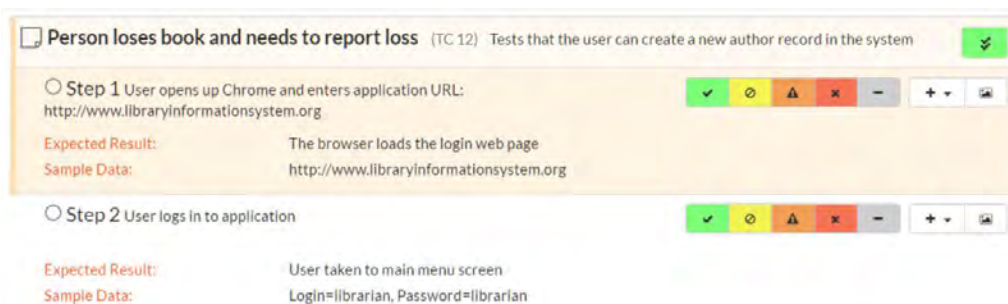 Person loses book and needs to report loss (TC 12) Tests that the user can create a new author record in the system
Step 1 User opens up Chrome and enters application URL:
http://www.libraryinformationsystem.org
Expected Result: The browser loads the login web page
Sample Data: http://www.libraryinformationsystem.org
Step 2 User logs in to application
Expected Result: User taken to main menu screen
Sample Data: Login=librarian, Password=librarian